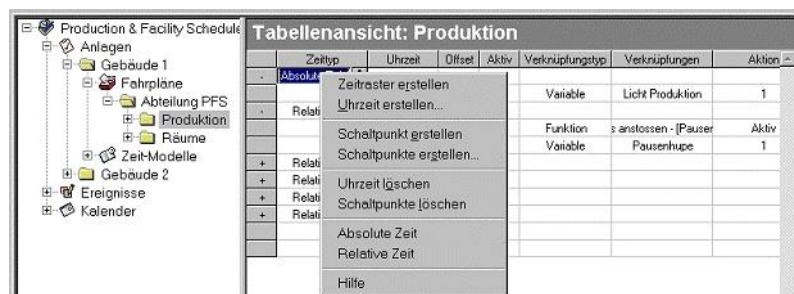 Production & Facility Schedule
Anlagen
Gebäude 1
Fahrpläne
Abteilung PFS
Produktion
Räume
Zeit-Modelle
Gebäude 2
Ereignisse
Kalender
Tabellenansicht: Produktion
Zeittyp Uhrzeit Offset Aktiv Verknüpfungstyp Verknüpfungen Aktion
- Absolute
Variable Licht Produktion 1
- Relati
Funktion s anstossen - [Pauser Aktiv
Variable Pausenhupe 1
+ Relati
+ Relati
+ Relati
+ Relati
Zeitraster erstellen
Uhrzeit erstellen...
Schaltpunkt erstellen
Schaltpunkte erstellen...
Uhrzeit löschen
Schaltpunkte löschen
Absolute Zeit
Relative Zeit
Hilfe